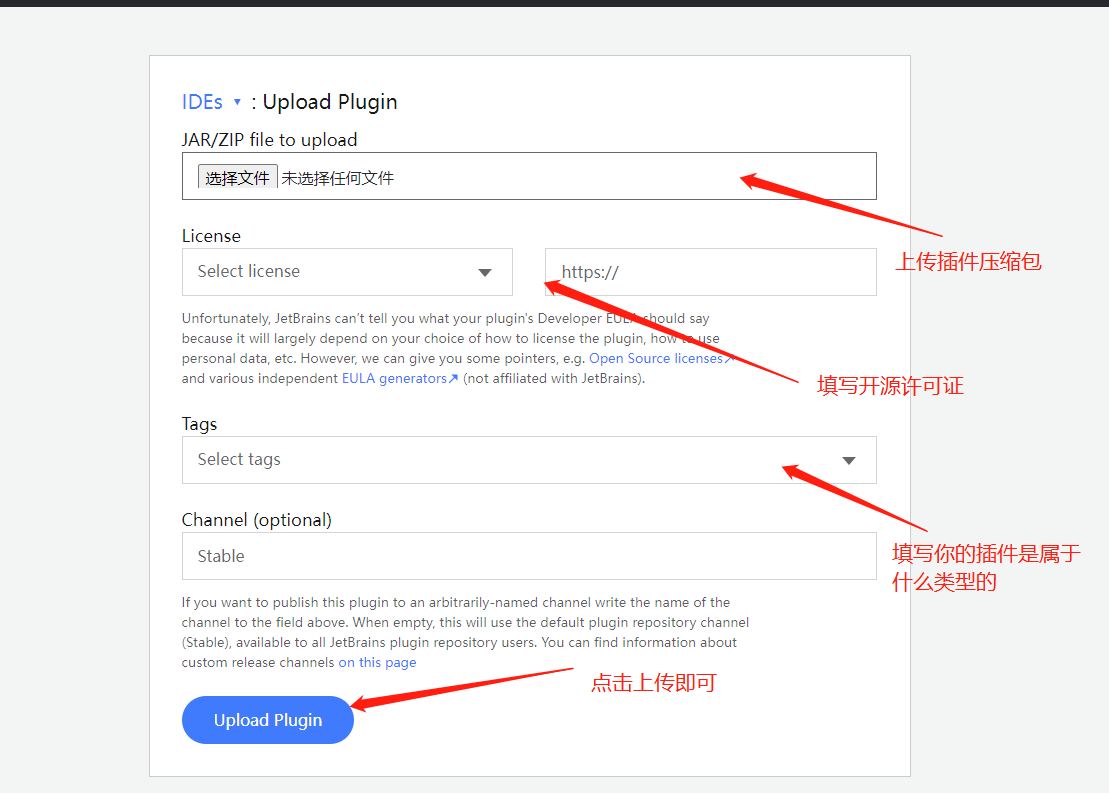 IDEs ▼ : Upload Plugin
JAR/ZIP file to upload
选择文件 未选择任何文件
上传插件压缩包
License
Select license
https://
Unfortunately, JetBrains can't tell you what your plugin's Developer EULA should say
because it will largely depend on your choice of how to license the plugin, how to use
personal data, etc. However, we can give you some pointers, e.g. Open Source licenses↗
and various independent EULA generators↗ (not affiliated with JetBrains).
填写开源许可证
Tags
Select tags
填写你的插件是属于
什么类型的
Channel (optional)
Stable
If you want to publish this plugin to an arbitrarily-named channel write the name of the
channel to the field above. When empty, this will use the default plugin repository channel
(Stable), available to all JetBrains plugin repository users. You can find information about
custom release channels on this page
点击上传即可
Upload Plugin